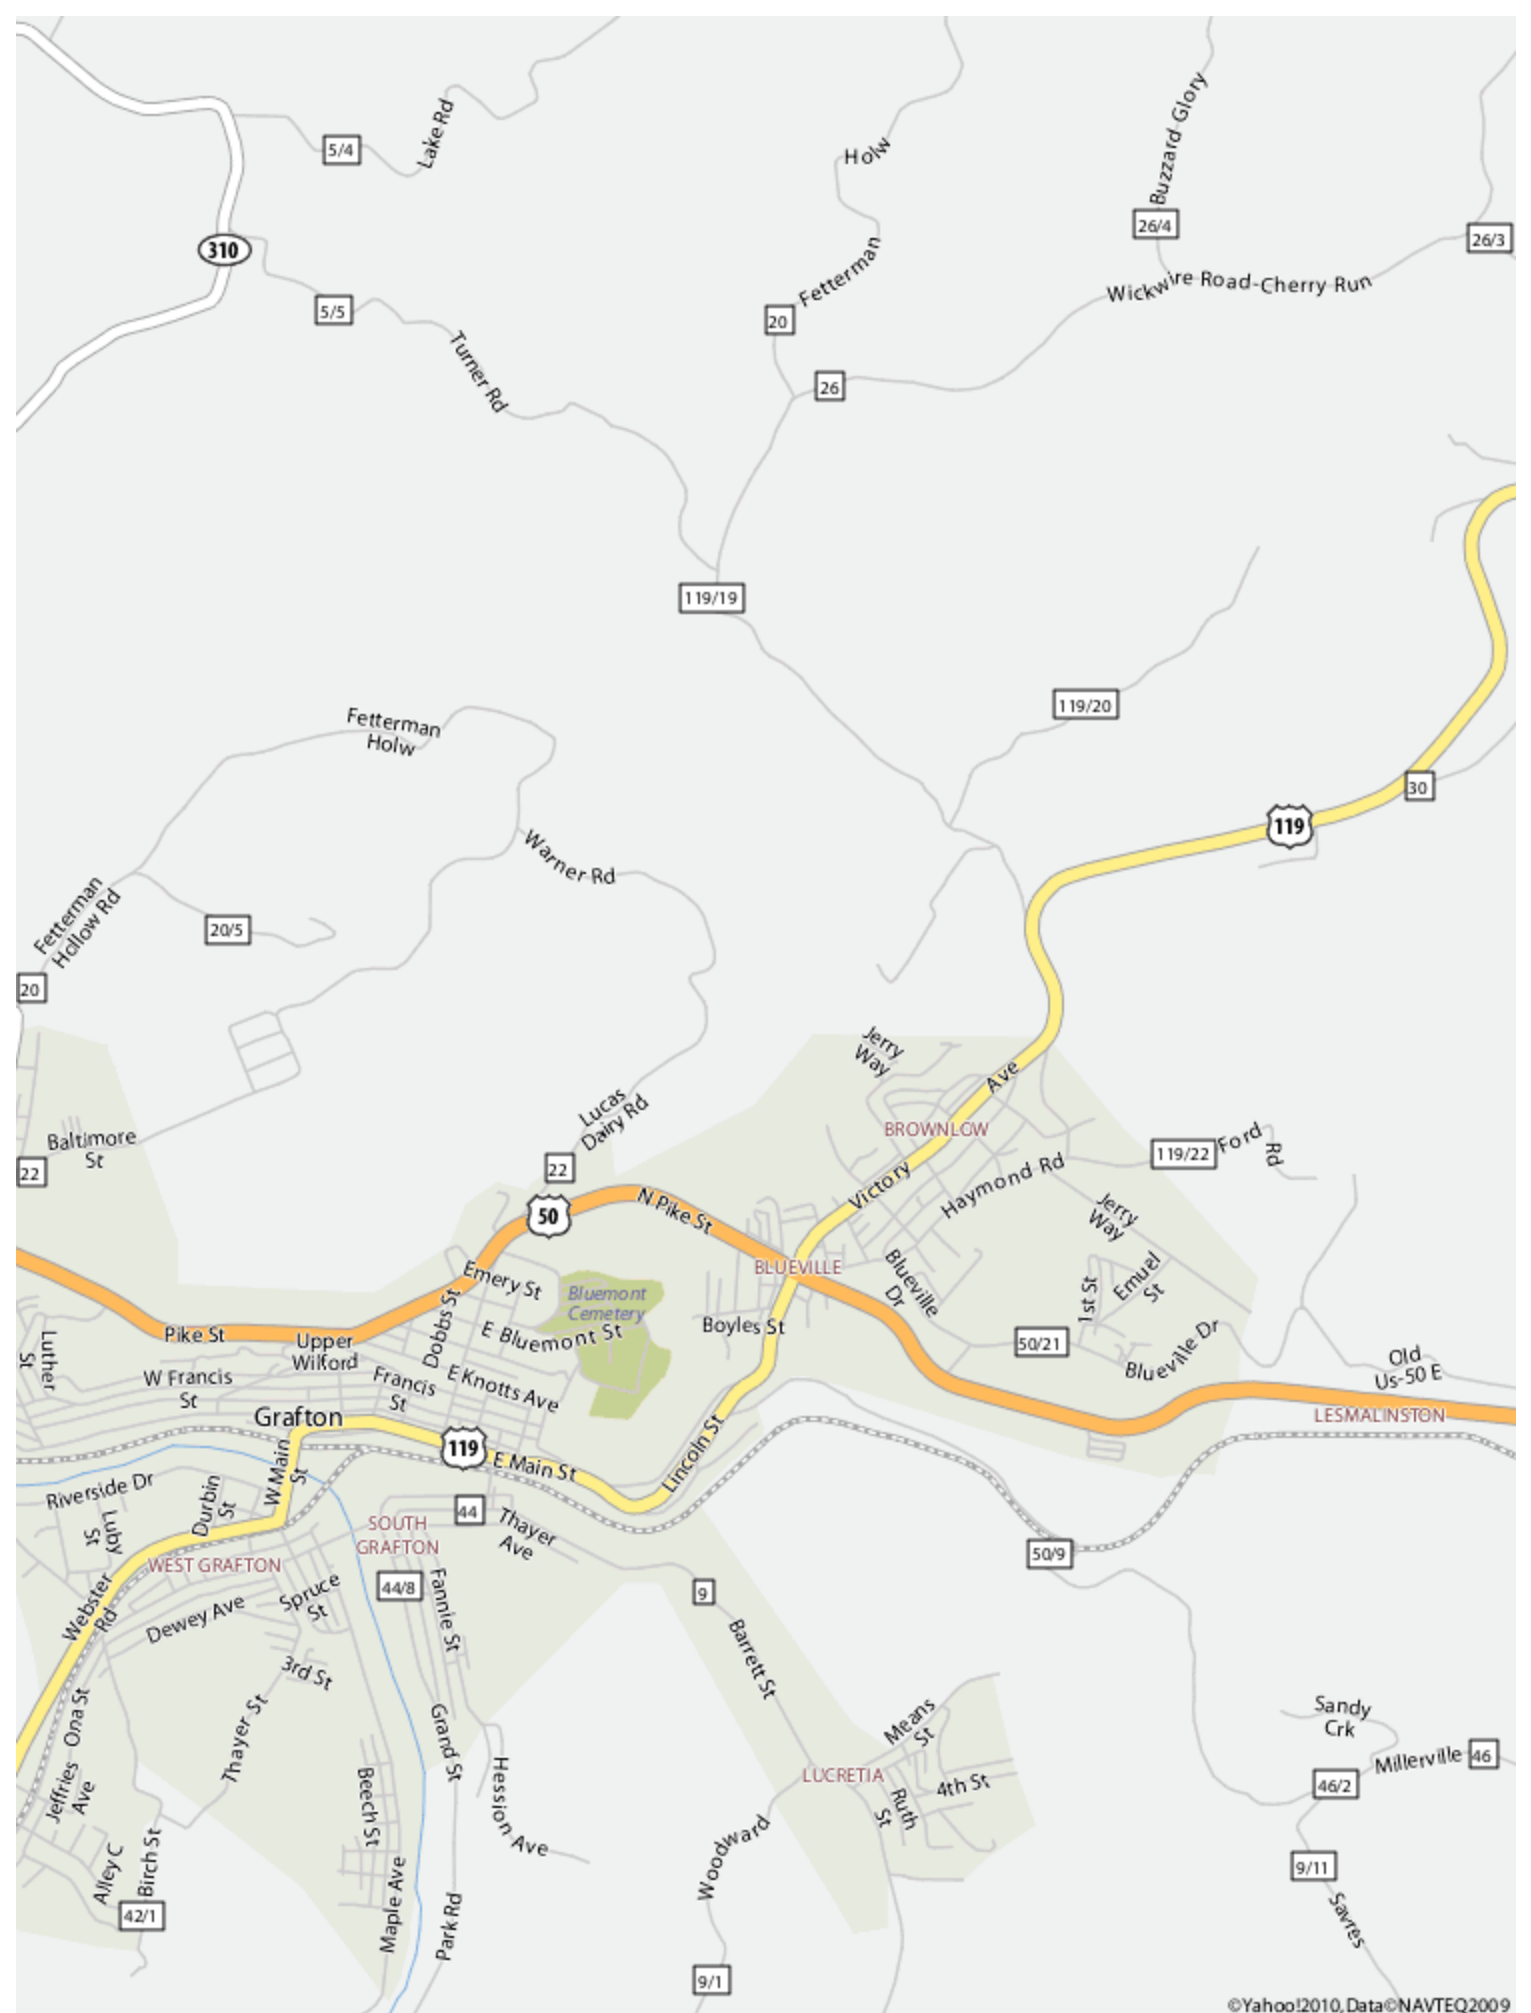 Lake Rd
5/4
Holw
Buzzard-Glory
26/4
26/3
310
Fetterman
Wickwire Road-Cherry Run
5/5
20
Turner Rd
26
119/19
119/20
Fetterman
Holw
30
119
Warner Rd
Fetterman
Hollow Rd
20/5
20
Jerry
Way
Ave
Lucas
Dairy Rd
BROWNLOW
Baltimore
St
119/22
Ford
Rd
22
22
Haymond Rd
Victory
50
N Pike St
Jerry
Way
BLUEVILLE
Emery St
Bluemont
Cemetery
Blueville
Dr
1st St
Emuel
St
Dobbs St
E Bluemont St
Boyles St
Pike St
Upper
Wilford
50/21
Blueville Dr
Luther
St
W Francis
St
Francis
St
E Knotts Ave
Old
Us-50 E
Grafton
LESMALINSTON
119
E Main St
Lincoln St
W Main
St
Riverside Dr
Durbin
St
Luby
St
44
Thayer
Ave
SOUTH
GRAFTON
50/9
WEST GRAFTON
44/8
9
Webster
Rd
Dewey Ave
Spruce
St
Fannie St
Barrett St
3rd St
Ona St
Thayer St
Grand St
Means
St
Sandy
Crk
Millerville
46
LUCRETIA
46/2
4th St
Jeffries
Ave
Beech St
Hession Ave
Ruth
St
Woodward
Alley C
Birch St
9/11
42/1
Maple Ave
Park Rd
Savres
9/1
©Yahoo!2010, Data©NAVTEQ2009